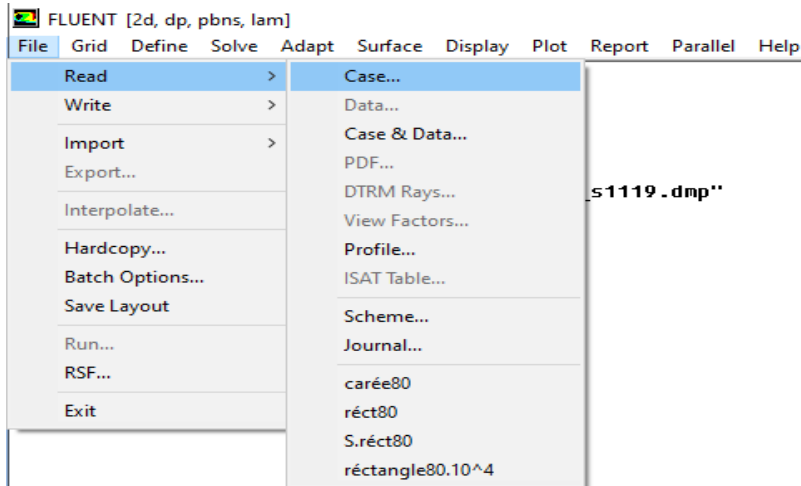 FLUENT [2d, dp, pbns, lam]
File Grid Define Solve Adapt Surface Display Plot Report Parallel Help
Read >
Write >
Import >
Export...
Interpolate...
Hardcopy...
Batch Options...
Save Layout
Run...
RSF...
Exit
Case...
Data...
Case & Data...
PDF...
DTRM Rays...
View Factors...
Profile...
ISAT Table...
Scheme...
Journal...
carée80
réct80
S.réct80
réctangle80.10^4
_s1119.dmp"